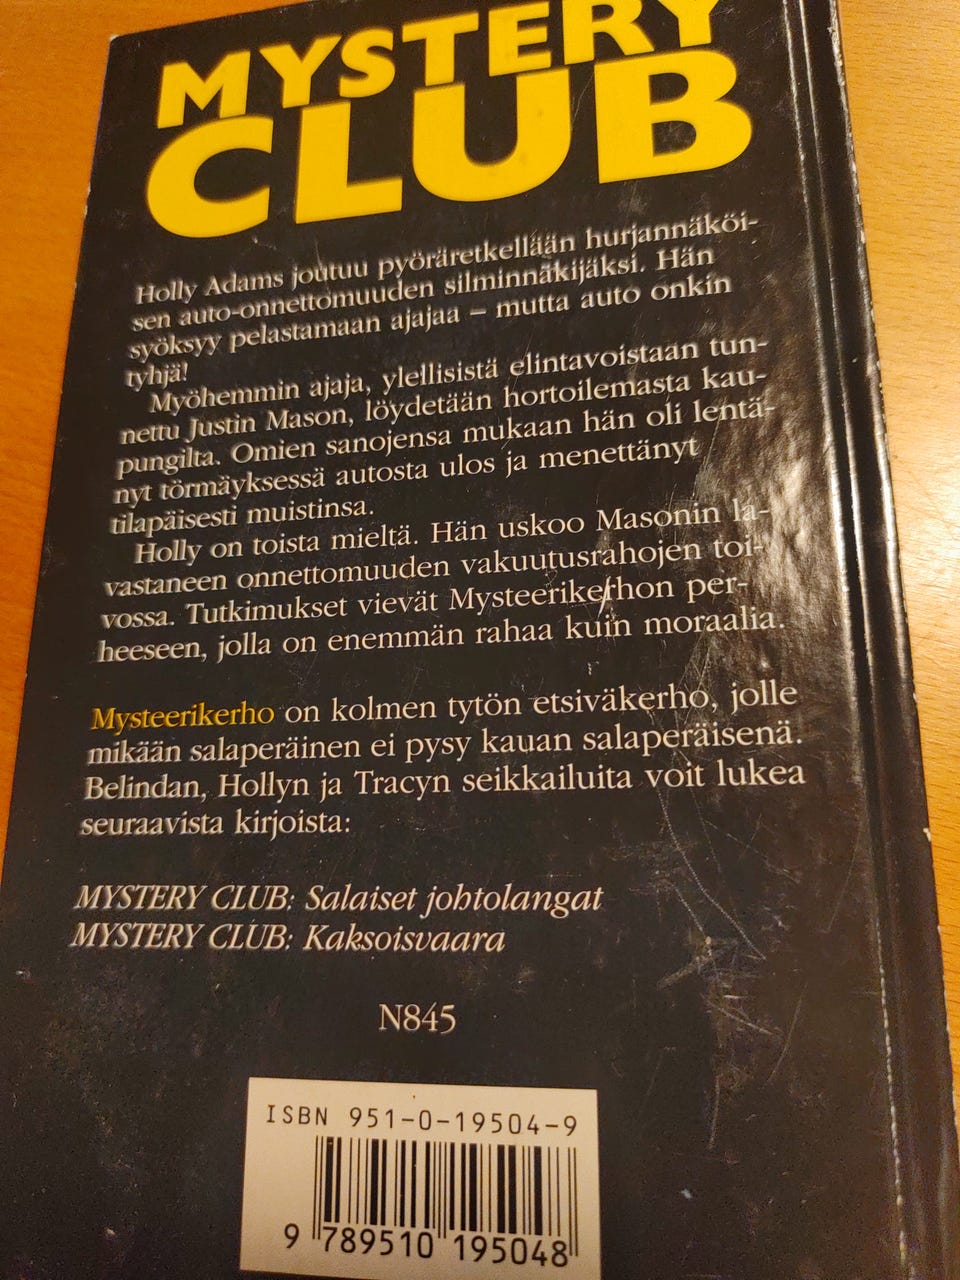 MYSTERY
CLUB
Holly Adams joutuu pyöräretkellään hurjannäköi-
sen auto-onnettomuuden silminnäkijäksi. Hän
syöksyy pelastamaan ajajaa – mutta auto onkin
tyhjä!
Myöhemmin ajaja, ylellisistä elintavoistaan tun-
nettu Justin Mason, löydetään hortoilemasta kau-
pungilta. Omien sanojensa mukaan hän oli lentä-
nyt törmäyksessä autosta ulos ja menettänyt
tilapäisesti muistinsa.
Holly on toista mieltä. Hän uskoo Masonin la-
vastaneen onnettomuuden vakuutusrahojen toi-
vossa. Tutkimukset vievät Mysteerikerhon per-
heeseen, jolla on enemmän rahaa kuin moraalia.
Mysteerikerho on kolmen tytön etsiväkerho, jolle
mikään salaperäinen ei pysy kauan salaperäisenä.
Belindan, Hollyn ja Tracyn seikkailuita voit lukea
seuraavista kirjoista:
MYSTERY CLUB: Salaiset johtolangat
MYSTERY CLUB: Kaksoisvaara
N845
ISBN 951-0-19504-9
9 789510 195048